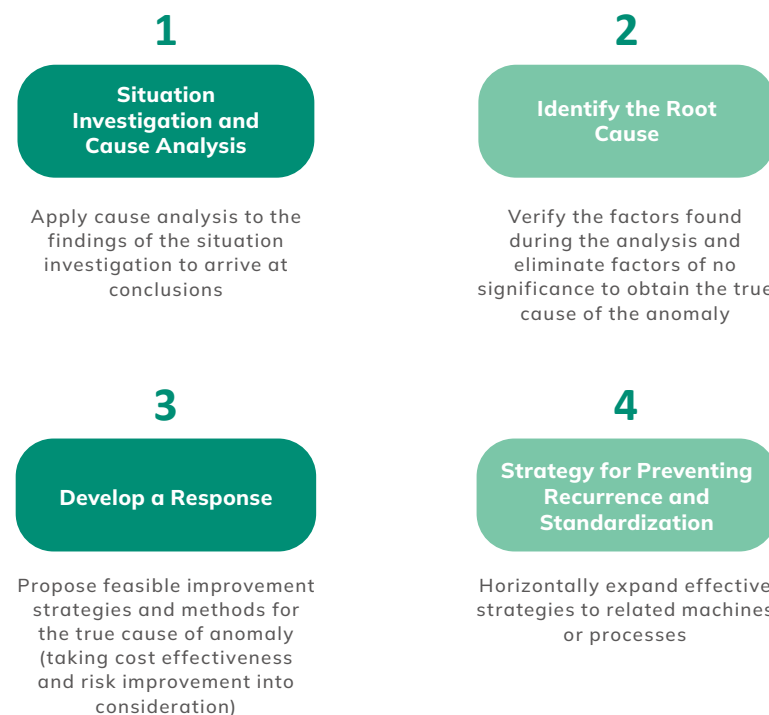 1
Situation
Investigation and
Cause Analysis
Apply cause analysis to the
findings of the situation
investigation to arrive at
conclusions
2
Identify the Root
Cause
Verify the factors found
during the analysis and
eliminate factors of no
significance to obtain the true
cause of the anomaly
3
Develop a Response
Propose feasible improvement
strategies and methods for
the true cause of anomaly
(taking cost effectiveness
and risk improvement into
consideration)
4
Strategy for Preventing
Recurrence and
Standardization
Horizontally expand effective
strategies to related machines
or processes